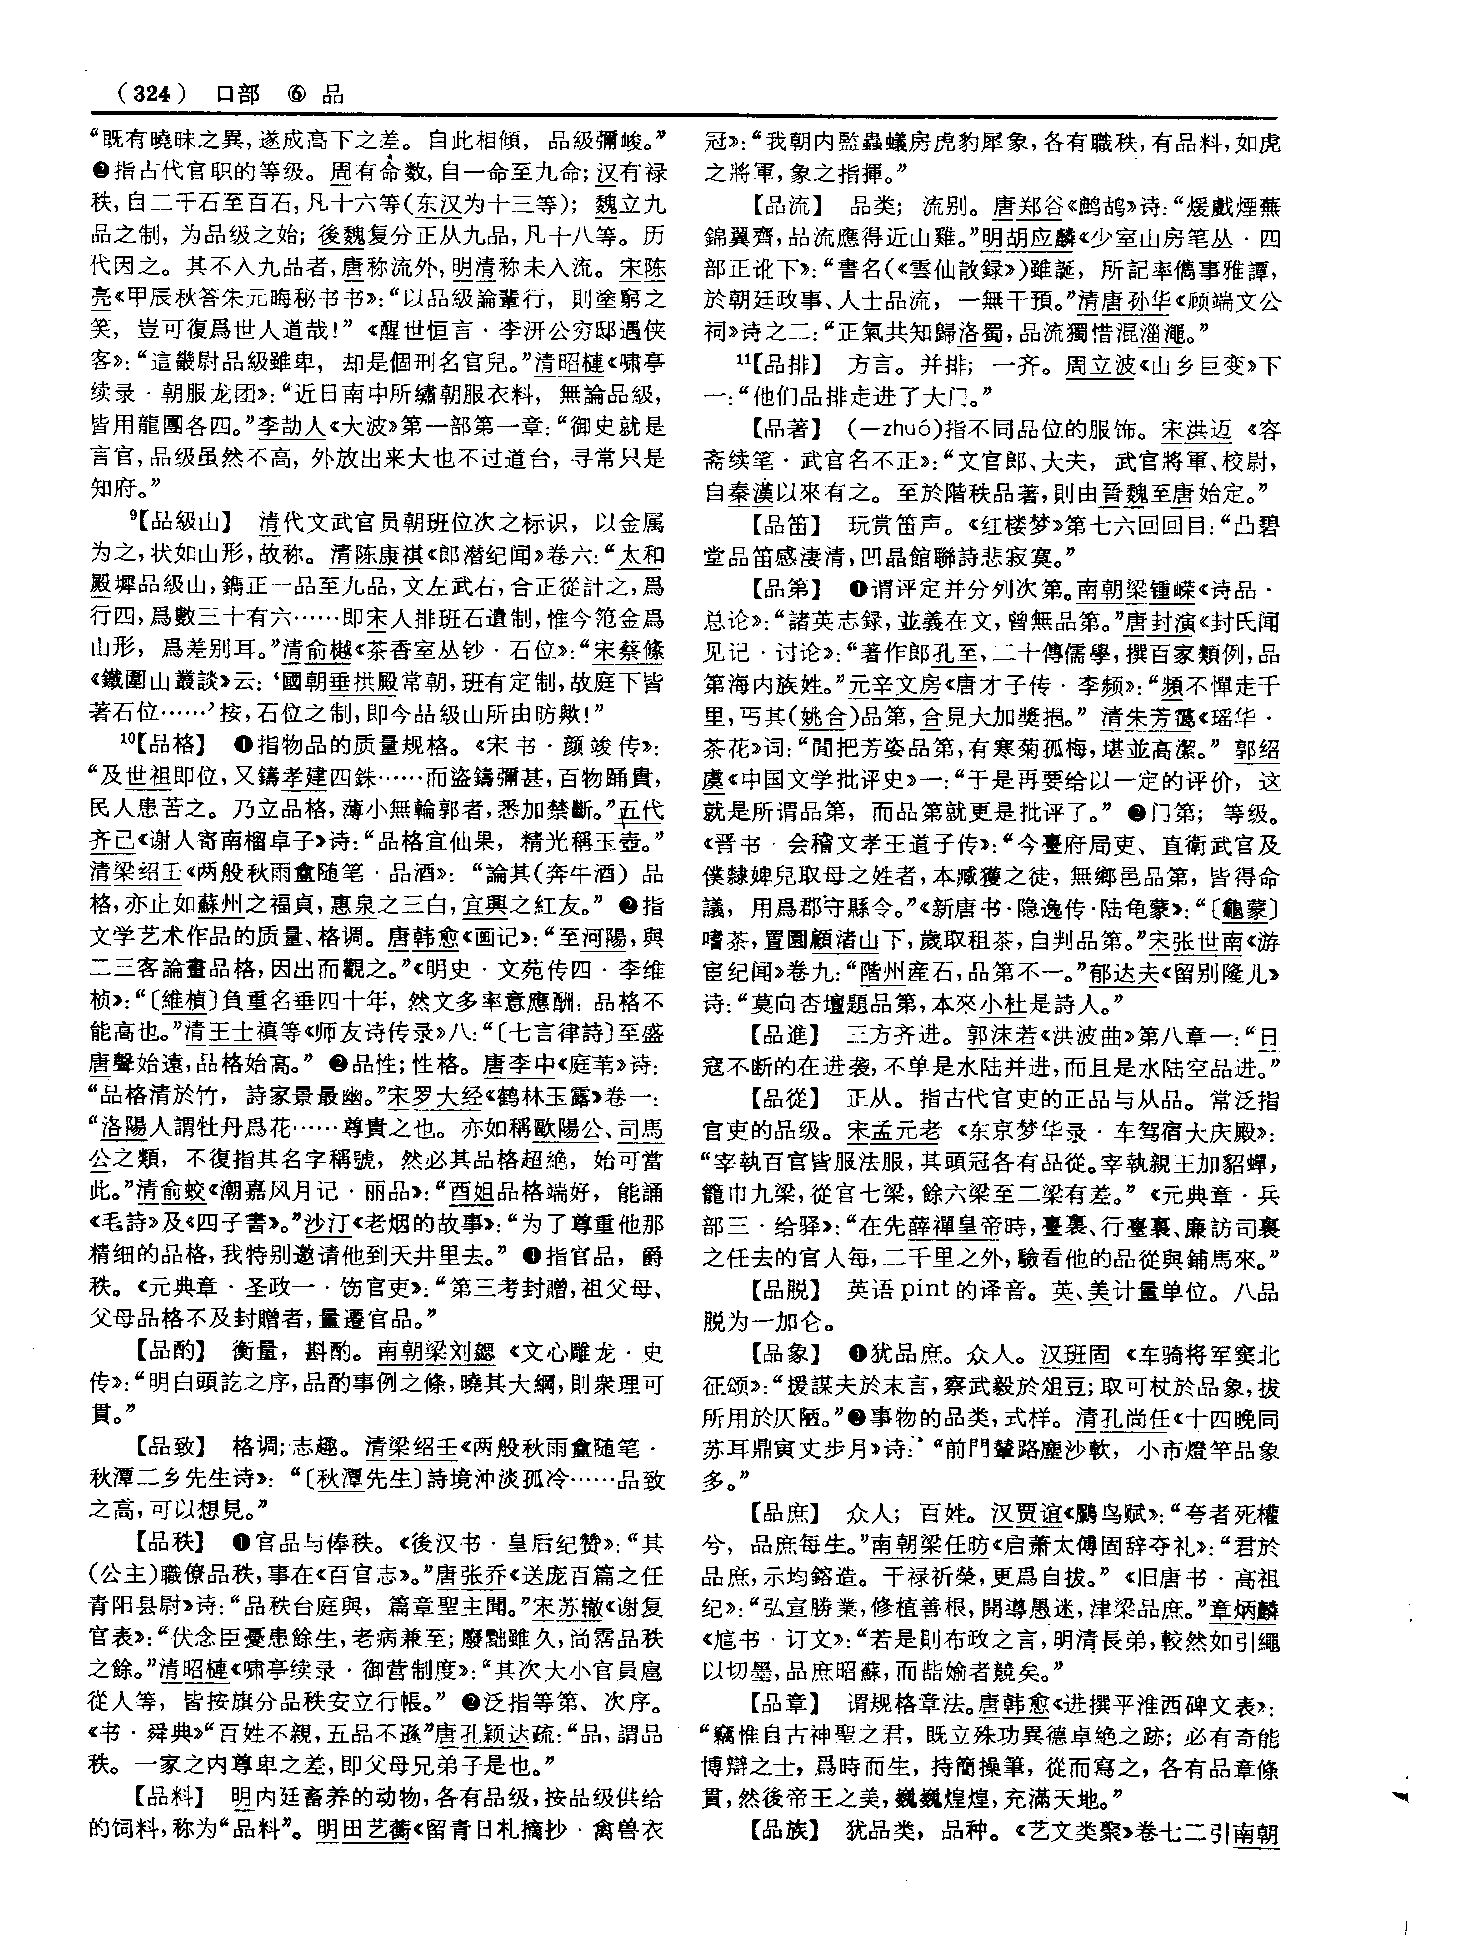 （324） 口部 ⑥ 品
“既有曉昧之異，遂成高下之差。自此相傾，品級彌峻。”
❷指古代官职的等级。周有命数，自一命至九命；汉有禄
秩，自二千石至百石，凡十六等（东汉为十三等）；魏立九
品之制，为品级之始；後魏复分正从九品，凡十八等。历
代因之。其不入九品者，唐称流外，明清称未入流。宋陈
亮《甲辰秋答朱元晦秘书书》：“以品級論輩行，則塗窮之
笑，豈可復爲世人道哉！”《醒世恒言·李汧公穷邸遇侠
客》：“這畿尉品級雖卑，却是個刑名官兒。”清昭槤《啸亭
续录·朝服龙团》：“近日南中所繡朝服衣料，無論品級，
皆用龍團各四。”李劼人《大波》第一部第一章：“御史就是
言官，品级虽然不高，外放出来大也不过道台，寻常只是
知府。”
⁹【品級山】 清代文武官员朝班位次之标识，以金属
为之，状如山形，故称。清陈康祺《郎潜纪闻》卷六：“太和
殿墀品級山，鐫正一品至九品，文左武右，合正從計之，爲
行四，爲數三十有六……即宋人排班石遺制，惟今范金爲
山形，爲差别耳。”清俞樾《茶香室丛钞·石位》：“宋蔡絛
《鐵圍山叢談》云：‘國朝垂拱殿常朝，班有定制，故庭下皆
著石位……’按，石位之制，即今品級山所由昉歟！”
¹⁰【品格】 ❶指物品的质量规格。《宋书·颜竣传》：
“及世祖即位，又鑄孝建四銖……而盜鑄彌甚，百物踊貴，
民人患苦之。乃立品格，薄小無輪郭者，悉加禁斷。”五代
齐己《谢人寄南榴卓子》诗：“品格宜仙果，精光稱玉壺。”
清梁绍壬《两般秋雨盦随笔·品酒》：“論其（奔牛酒）品
格，亦止如蘇州之福貞，惠泉之三白，宜興之紅友。” ❷指
文学艺术作品的质量、格调。唐韩愈《画记》：“至河陽，與
二三客論畫品格，因出而觀之。”《明史·文苑传四·李维
桢》：“〔維楨〕負重名垂四十年，然文多率意應酬，品格不
能高也。”清王士禛等《师友诗传录》八：“〔七言律詩〕至盛
唐聲始遠，品格始高。” ❷品性；性格。唐李中《庭苇》诗：
“品格清於竹，詩家景最幽。”宋罗大经《鹤林玉露》卷一：
“洛陽人謂牡丹爲花……尊貴之也。亦如稱歐陽公、司馬
公之類，不復指其名字稱號，然必其品格超絶，始可當
此。”清俞蛟《潮嘉风月记·丽品》：“酉姐品格端好，能誦
《毛詩》及《四子書》。”沙汀《老烟的故事》：“为了尊重他那
精细的品格，我特别邀请他到天井里去。” ❹指官品，爵
秩。《元典章·圣政一·饬官吏》：“第三考封贈，祖父母、
父母品格不及封贈者，量遷官品。”
【品酌】 衡量，斟酌。南朝梁刘勰《文心雕龙·史
传》：“明白頭訖之序，品酌事例之條，曉其大綱，則衆理可
貫。”
【品致】 格调；志趣。清梁绍壬《两般秋雨盦随笔·
秋潭二乡先生诗》：“〔秋潭先生〕詩境沖淡孤冷……品致
之高，可以想見。”
【品秩】 ❶官品与俸秩。《後汉书·皇后纪赞》：“其
（公主）職僚品秩，事在《百官志》。”唐张乔《送庞百篇之任
青阳县尉》诗：“品秩台庭與，篇章聖主聞。”宋苏辙《谢复
官表》：“伏念臣憂患餘生，老病兼至；廢黜雖久，尚霑品秩
之餘。”清昭槤《啸亭续录·御营制度》：“其次大小官員扈
從人等，皆按旗分品秩安立行帳。” ❷泛指等第、次序。
《书·舜典》“百姓不親，五品不遜”唐孔颖达疏：“品，謂品
秩。一家之内尊卑之差，即父母兄弟子是也。”
【品料】 明内廷畜养的动物，各有品级，按品级供给
的饲料，称为“品料”。明田艺蘅《留青日札摘抄·禽兽衣
冠》：“我朝内監蟲蟻房虎豹犀象，各有職秩，有品料，如虎
之將軍，象之指揮。”
【品流】 品类；流别。唐郑谷《鹧鸪》诗：“煖戲煙蕪
錦翼齊，品流應得近山雞。”明胡应麟《少室山房笔丛·四
部正讹下》：“書名（《雲仙散録》）雖誕，所記率儁事雅譚，
於朝廷政事、人士品流，一無干預。”清唐孙华《顾端文公
祠》诗之二：“正氣共知歸洛蜀，品流獨惜混淄澠。”
¹¹【品排】 方言。并排；一齐。周立波《山乡巨变》下
一：“他们品排走进了大门。”
【品著】 （—zhuó）指不同品位的服饰。宋洪迈《容
斋续笔·武官名不正》：“文官郎、大夫，武官將軍、校尉，
自秦漢以來有之。至於階秩品著，則由晉魏至唐始定。”
【品笛】 玩赏笛声。《红楼梦》第七六回回目：“凸碧
堂品笛感淒清，凹晶館聯詩悲寂寞。”
【品第】 ❶谓评定并分列次第。南朝梁锺嵘《诗品·
总论》：“諸英志録，並義在文，曾無品第。”唐封演《封氏闻
见记·讨论》：“著作郎孔至，二十傳儒學，撰百家類例，品
第海内族姓。”元辛文房《唐才子传·李频》：“頻不憚走千
里，丐其（姚合）品第，合見大加奬挹。” 清朱芳霭《瑶华·
茶花》词：“閒把芳姿品第，有寒菊孤梅，堪並高潔。” 郭绍
虞《中国文学批评史》一：“于是再要给以一定的评价，这
就是所谓品第，而品第就更是批评了。” ❷门第；等级。
《晋书·会稽文孝王道子传》：“今臺府局吏、直衛武官及
僕隸婢兒取母之姓者，本臧獲之徒，無鄉邑品第，皆得命
議，用爲郡守縣令。”《新唐书·隐逸传·陆龟蒙》：“〔龜蒙〕
嗜茶，置園顧渚山下，歲取租茶，自判品第。”宋张世南《游
宦纪闻》卷九：“階州産石，品第不一。”郁达夫《留别隆儿》
诗：“莫向杏壇題品第，本來小杜是詩人。”
【品進】 三方齐进。郭沫若《洪波曲》第八章一：“日
寇不断的在进袭，不单是水陆并进，而且是水陆空品进。”
【品從】 正从。指古代官吏的正品与从品。常泛指
官吏的品级。宋孟元老《东京梦华录·车驾宿大庆殿》：
“宰執百官皆服法服，其頭冠各有品從。宰執親王加貂蟬，
籠巾九梁，從官七梁，餘六梁至二梁有差。”《元典章·兵
部三·给驿》：“在先薛禪皇帝時，臺裏、行臺裏、廉訪司裏
之任去的官人每，二千里之外，驗看他的品從與鋪馬來。”
【品脱】 英语pint的译音。英、美计量单位。八品
脱为一加仑。
【品象】 ❶犹品庶。众人。汉班固《车骑将军窦北
征颂》：“援謀夫於末言，察武毅於俎豆；取可杖於品象，拔
所用於仄陋。”❷事物的品类，式样。清孔尚任《十四晚同
苏耳鼎寅丈步月》诗：“前門輦路塵沙軟，小市燈竿品象
多。”
【品庶】 众人；百姓。汉贾谊《鵩鸟赋》：“夸者死權
兮，品庶每生。”南朝梁任昉《启萧太傅固辞夺礼》：“君於
品庶，示均鎔造。干禄祈榮，更爲自拔。”《旧唐书·高祖
纪》：“弘宣勝業，修植善根，開導愚迷，津梁品庶。”章炳麟
《訄书·订文》：“若是則布政之言，明清長弟，較然如引繩
以切墨，品庶昭蘇，而呰媮者競矣。”
【品章】 谓规格章法。唐韩愈《进撰平淮西碑文表》：
“竊惟自古神聖之君，既立殊功異德卓絶之跡；必有奇能
博辯之士，爲時而生，持簡操筆，從而寫之，各有品章條
貫，然後帝王之美，巍巍煌煌，充滿天地。”
【品族】 犹品类，品种。《艺文类聚》卷七二引南朝